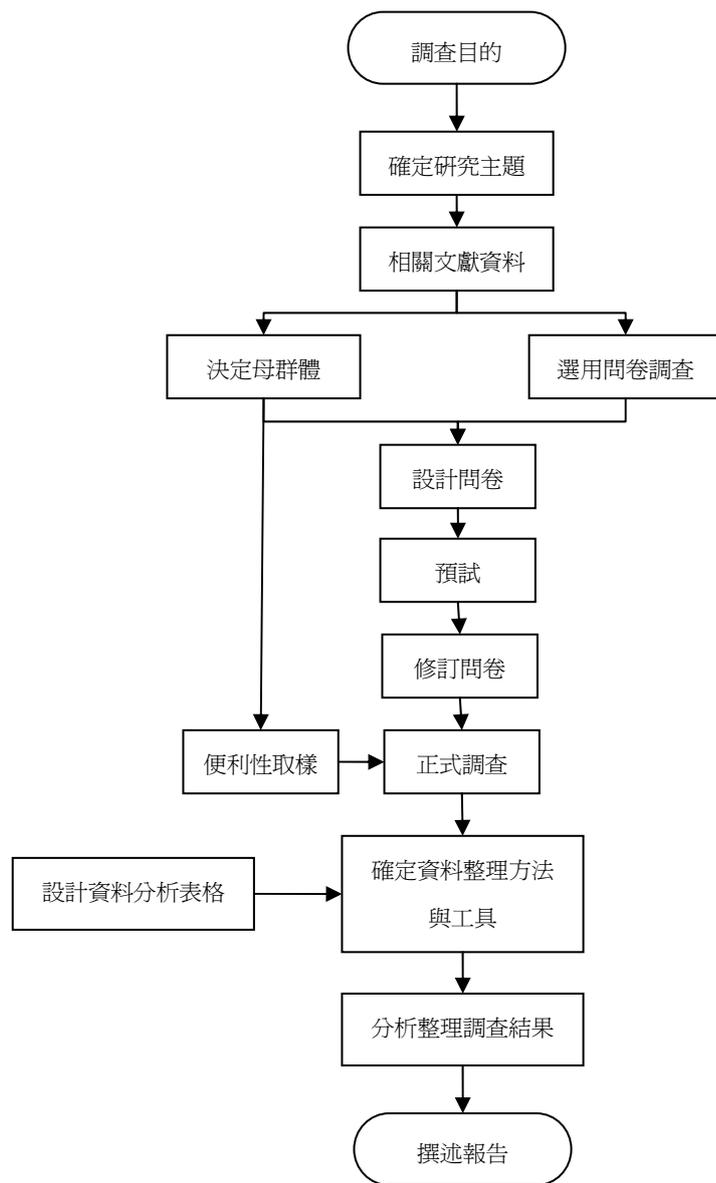 調查目的
確定研究主題
相關文獻資料
決定母群體
選用問卷調查
設計問卷
預試
修訂問卷
便利性取樣
正式調查
設計資料分析表格
確定資料整理方法
與工具
分析整理調查結果
撰述報告